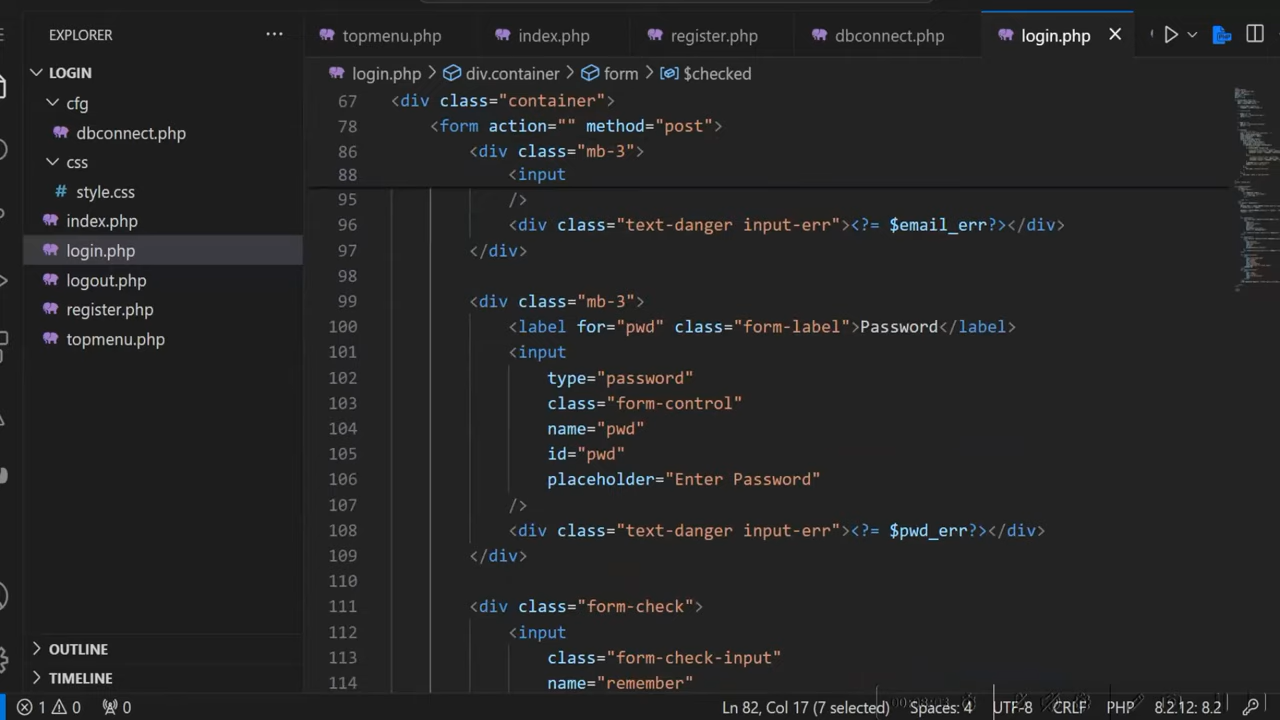 EXPLORER
LOGIN
cfg
dbconnect.php
css
# style.css
index.php
login.php
logout.php
register.php
topmenu.php
OUTLINE
TIMELINE
topmenu.php index.php register.php dbconnect.php login.php
login.php > div.container > form > $checked
67 <div class="container">
78 <form action="" method="post">
86 <div class="mb-3">
88 <input
95 />
96 <div class="text-danger input-err"><?= $email_err?></div>
97 </div>
98
99 <div class="mb-3">
100 <label for="pwd" class="form-label">Password</label>
101 <input
102 type="password"
103 class="form-control"
104 name="pwd"
105 id="pwd"
106 placeholder="Enter Password"
107 />
108 <div class="text-danger input-err"><?= $pwd_err?></div>
109 </div>
110
111 <div class="form-check">
112 <input
113 class="form-check-input"
114 name="remember"
1 0 0 Ln 82, Col 17 (7 selected) Spaces: 4 UTF-8 CRLF PHP 8.2.12: 8.2